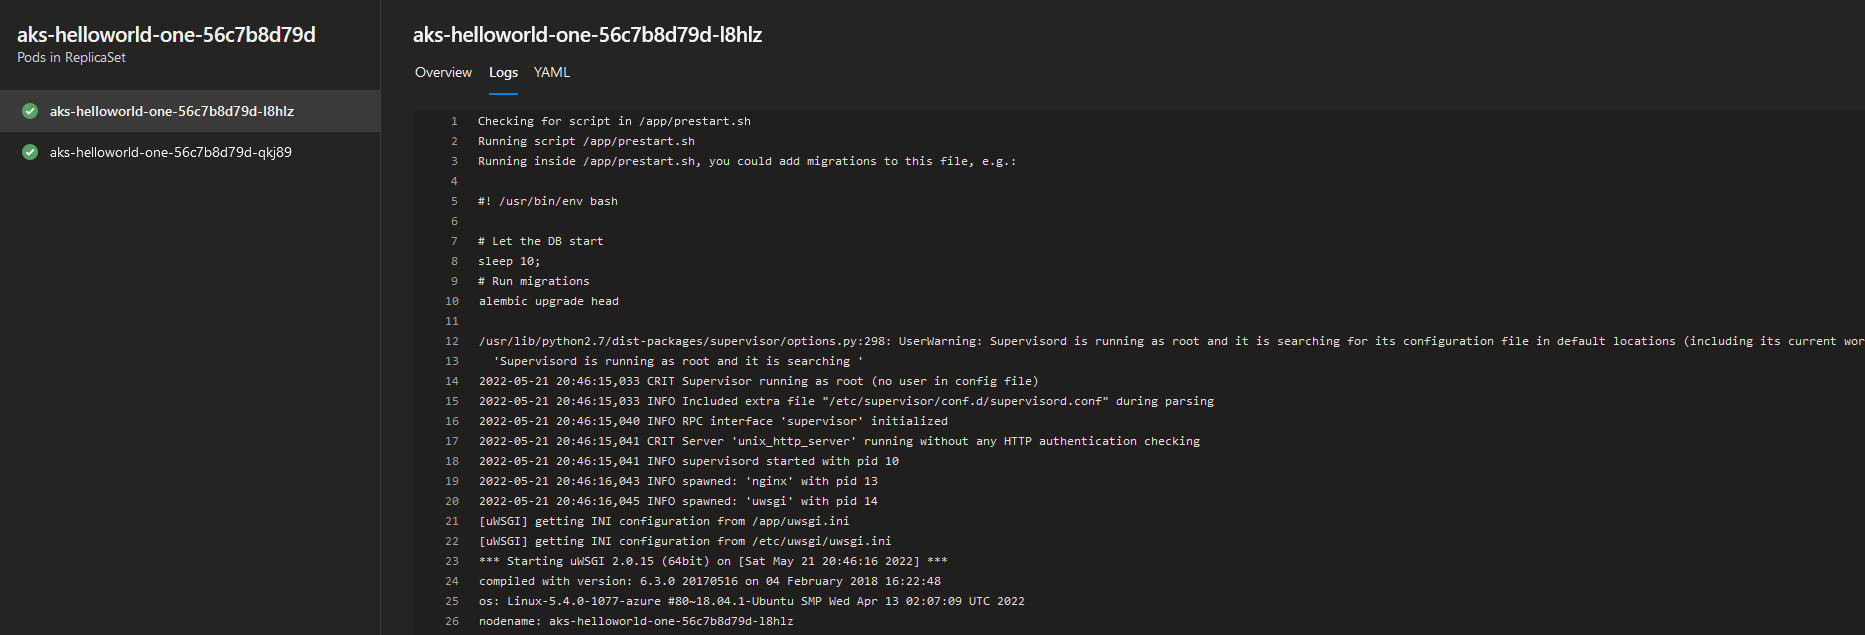 aks-helloworld-one-56c7b8d79d
Pods in ReplicaSet
aks-helloworld-one-56c7b8d79d-l8hlz
aks-helloworld-one-56c7b8d79d-qkj89
aks-helloworld-one-56c7b8d79d-l8hlz
Overview Logs YAML
1 Checking for script in /app/prestart.sh
2 Running script /app/prestart.sh
3 Running inside /app/prestart.sh, you could add migrations to this file, e.g.:
4
5 #! /usr/bin/env bash
6
7 # Let the DB start
8 sleep 10;
9 # Run migrations
10 alembic upgrade head
11
12 /usr/lib/python2.7/dist-packages/supervisor/options.py:298: UserWarning: Supervisord is running as root and it is searching for its configuration file in default locations (including its current wor
13 'Supervisord is running as root and it is searching '
14 2022-05-21 20:46:15,033 CRIT Supervisor running as root (no user in config file)
15 2022-05-21 20:46:15,033 INFO Included extra file "/etc/supervisor/conf.d/supervisord.conf" during parsing
16 2022-05-21 20:46:15,040 INFO RPC interface 'supervisor' initialized
17 2022-05-21 20:46:15,041 CRIT Server 'unix_http_server' running without any HTTP authentication checking
18 2022-05-21 20:46:15,041 INFO supervisord started with pid 10
19 2022-05-21 20:46:16,043 INFO spawned: 'nginx' with pid 13
20 2022-05-21 20:46:16,045 INFO spawned: 'uwsgi' with pid 14
21 [uWSGI] getting INI configuration from /app/uwsgi.ini
22 [uWSGI] getting INI configuration from /etc/uwsgi/uwsgi.ini
23 *** Starting uWSGI 2.0.15 (64bit) on [Sat May 21 20:46:16 2022] ***
24 compiled with version: 6.3.0 20170516 on 04 February 2018 16:22:48
25 os: Linux-5.4.0-1077-azure #80~18.04.1-Ubuntu SMP Wed Apr 13 02:07:09 UTC 2022
26 nodename: aks-helloworld-one-56c7b8d79d-l8hlz